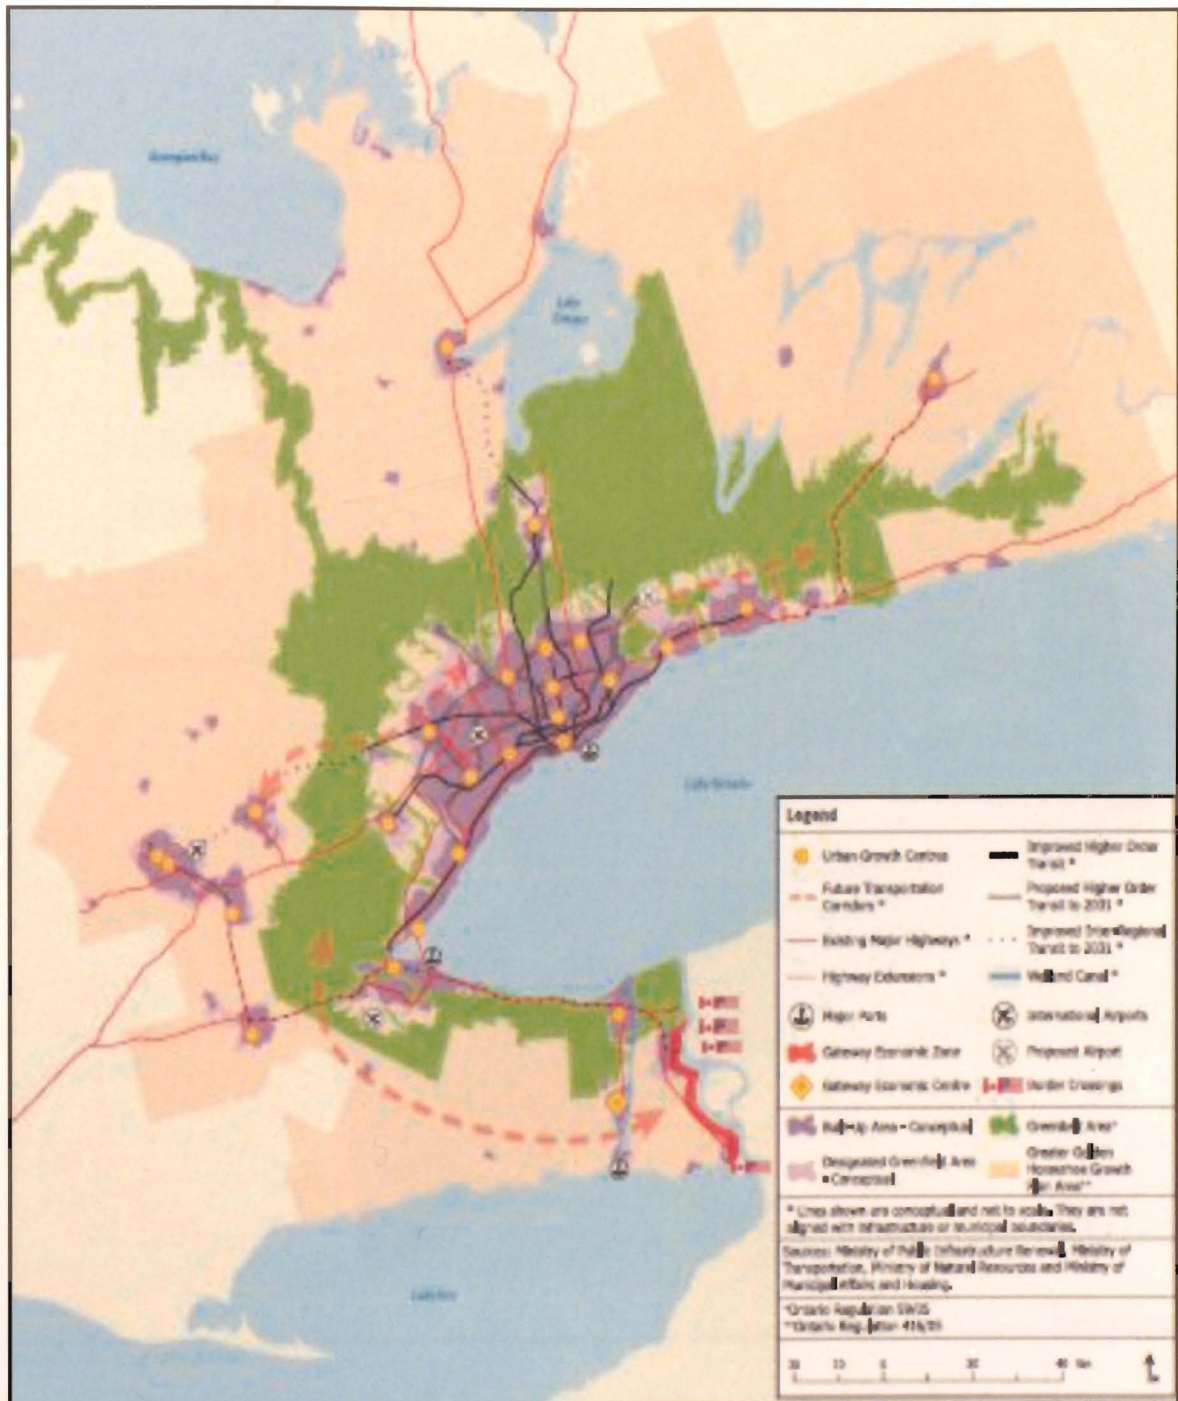 Georgian Bay
Lake
Simcoe
Lake Ontario
Lake Erie
Legend
Urban Growth Centres
Improved Higher Order
Transit *
Future Transportation
Corridors *
Proposed Higher Order
Transit to 2031 *
Existing Major Highways *
Improved Inter-Regional
Transit to 2031 *
Highway Extensions *
Welland Canal *
Major Ports
International Airports
Gateway Economic Zone
Proposed Airport
Gateway Economic Centre
Border Crossings
Built-Up Area - Conceptual
Greenbelt Area*
Designated Greenfield Area
- Conceptual
Greater Golden
Horseshoe Growth
Plan Area**
* Lines shown are conceptual and not to scale. They are not
aligned with infrastructure or municipal boundaries.
Sources: Ministry of Public Infrastructure Renewal, Ministry of
Transportation, Ministry of Natural Resources and Ministry of
Municipal Affairs and Housing.
*Ontario Regulation 59/05
**Ontario Regulation 416/05
40 km